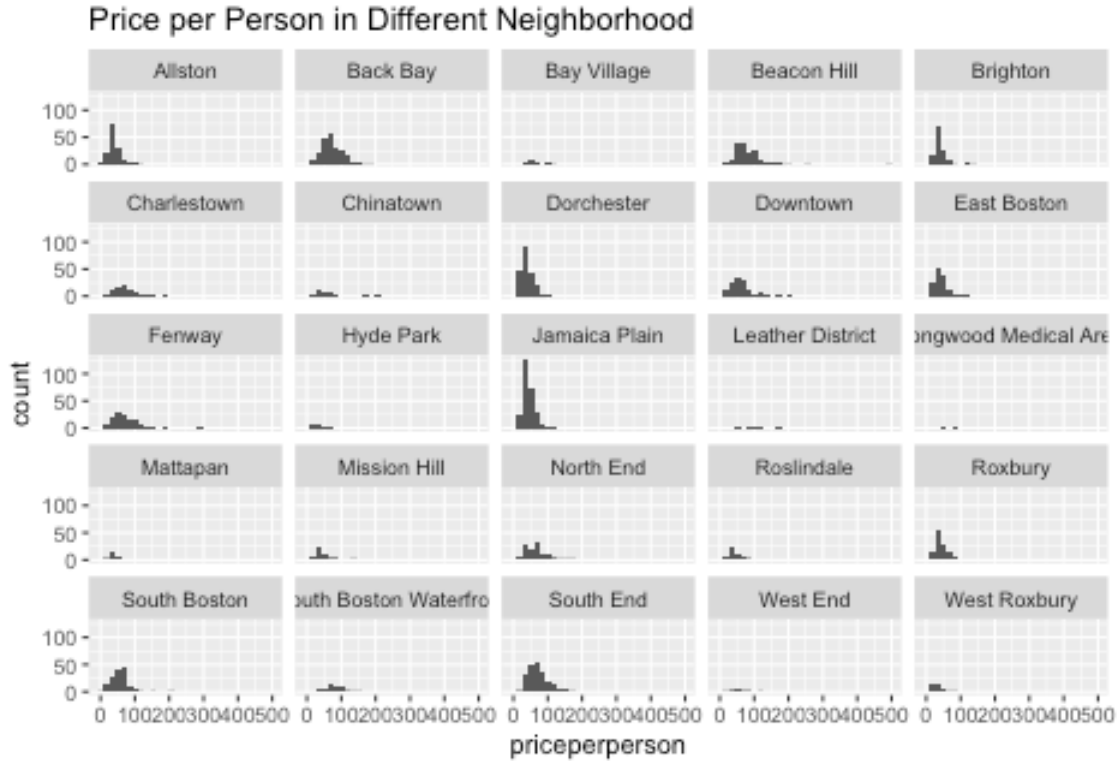 Price per Person in Different Neighborhood
Allston Back Bay Bay Village Beacon Hill Brighton
100
50
0
Charlestown Chinatown Dorchester Downtown East Boston
100
50
0
Fenway Hyde Park Jamaica Plain Leather District ongwood Medical Are
100
50
0
count
Mattapan Mission Hill North End Roslindale Roxbury
100
50
0
South Boston outh Boston Waterfro South End West End West Roxbury
100
50
0
0 100200300400500 0 100200300400500 0 100200300400500 0 100200300400500 0 100200300400500
priceperperson